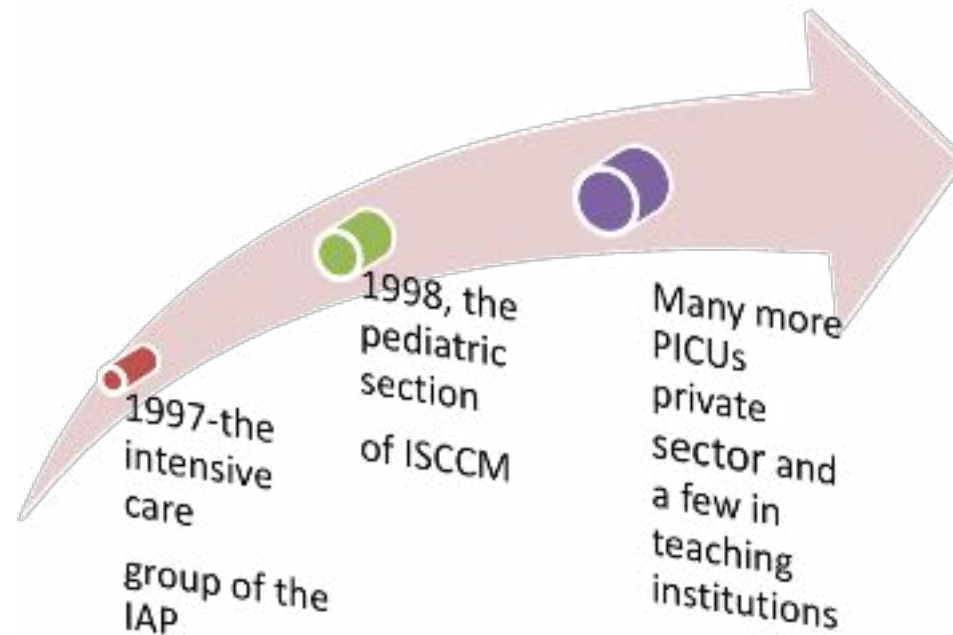 1997-the
intensive
care
group of the
IAP
1998, the
pediatric
section
of ISCCM
Many more
PICUs
private
sector and
a few in
teaching
institutions